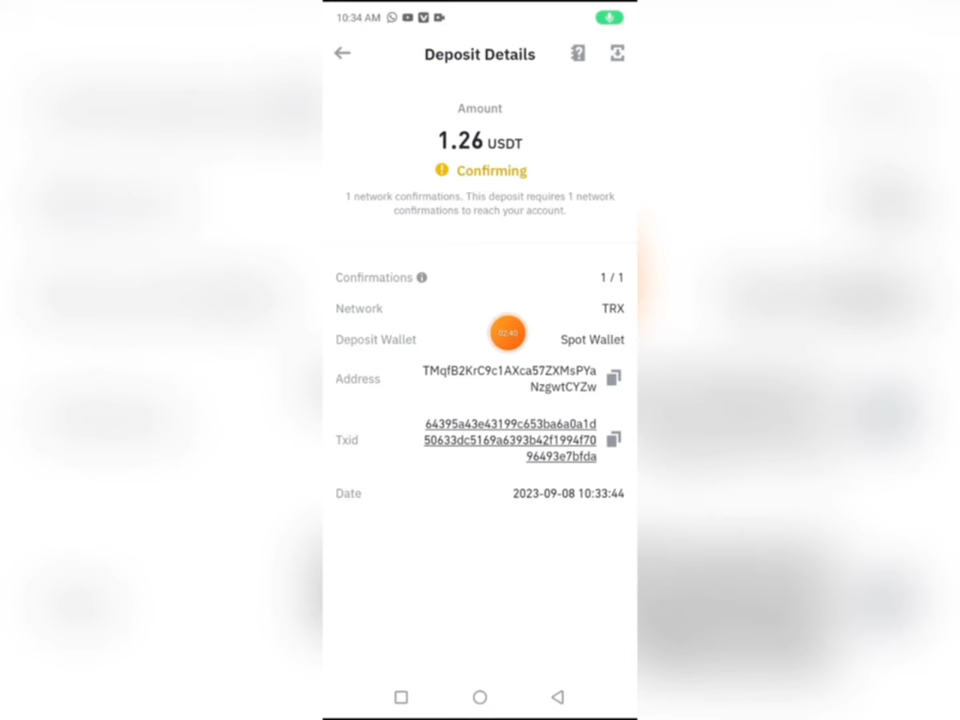 10:34 AM
Deposit Details
Amount
1.26 USDT
Confirming
1 network confirmations. This deposit requires 1 network
confirmations to reach your account.
Confirmations
1 / 1
Network
TRX
02:40
Deposit Wallet
Spot Wallet
Address
TMqfB2KrC9c1AXca57ZXMsPYa
NzgwtCYZw
Txid
64395a43e43199c653ba6a0a1d
50633dc5169a6393b42f1994f70
96493e7bfda
Date
2023-09-08 10:33:44